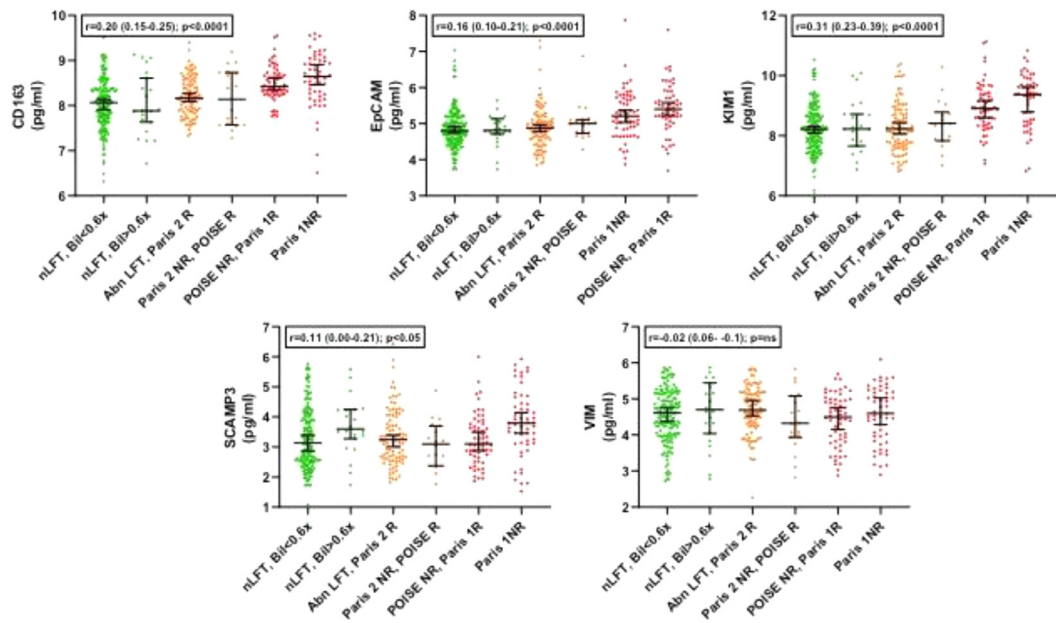 r=0.20 (0.15-0.25); p<0.0001
CD163
(pg/ml)
10
9
8
7
6
nLFT, Bil<0.6x
nLFT, Bil>0.6x
Abn LFT, Paris 2 R
Paris 2 NR, POISE R
POISE NR, Paris 1R
Paris 1NR
r=0.16 (0.10-0.21); p<0.0001
EpCAM
(pg/ml)
8
7
6
5
4
3
nLFT, Bil<0.6x
nLFT, Bil>0.6x
Abn LFT, Paris 2 R
Paris 2 NR, POISE R
Paris 1NR
POISE NR, Paris 1R
r=0.31 (0.23-0.39); p<0.0001
KIM1
(pg/ml)
12
10
8
6
nLFT, Bil<0.6x
nLFT, Bil>0.6x
Abn LFT, Paris 2 R
Paris 2 NR, POISE R
POISE NR, Paris 1R
Paris 1NR
r=0.11 (0.00-0.21); p<0.05
SCAMP3
(pg/ml)
7
6
5
4
3
2
1
nLFT, Bil<0.6x
nLFT, Bil>0.6x
Abn LFT, Paris 2 R
Paris 2 NR, POISE R
POISE NR, Paris 1R
Paris 1NR
r=-0.02 (0.06- -0.1); p=ns
VIM
(pg/ml)
7
6
5
4
3
2
nLFT, Bil<0.6x
nLFT, Bil>0.6x
Abn LFT, Paris 2 R
Paris 2 NR, POISE R
POISE NR, Paris 1R
Paris 1NR